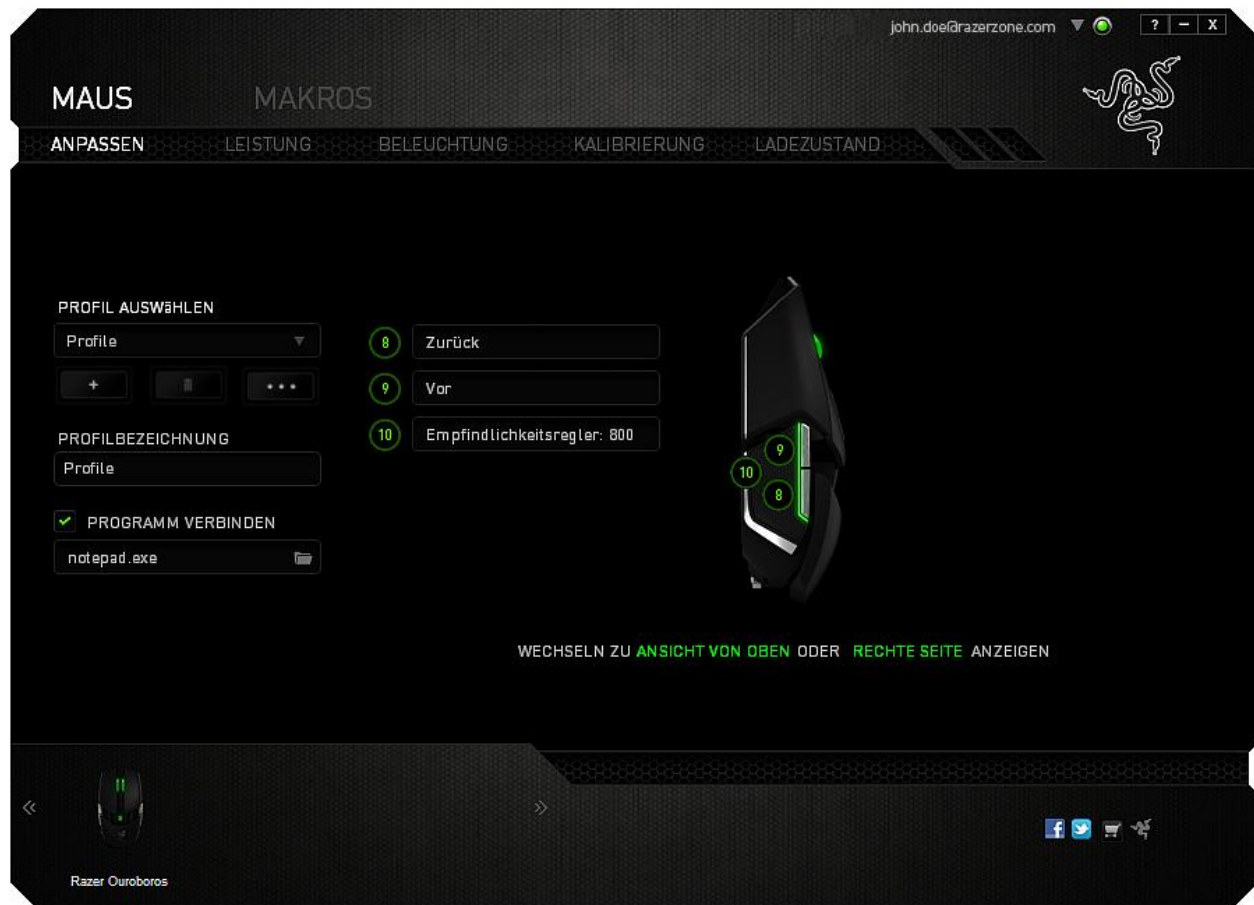 john.doe@razerzone.com
? – X
MAUS MAKROS
ANPASSEN LEISTUNG BELEUCHTUNG KALIBRIERUNG LADEZUSTAND
PROFIL AUSWäHLEN
Profile
+ •••
PROFILBEZEICHNUNG
Profile
PROGRAMM VERBINDEN
notepad.exe
8 Zurück
9 Vor
10 Empfindlichkeitsregler: 800
9
10
8
WECHSELN ZU ANSICHT VON OBEN ODER RECHTE SEITE ANZEIGEN
« »
Razer Ouroboros